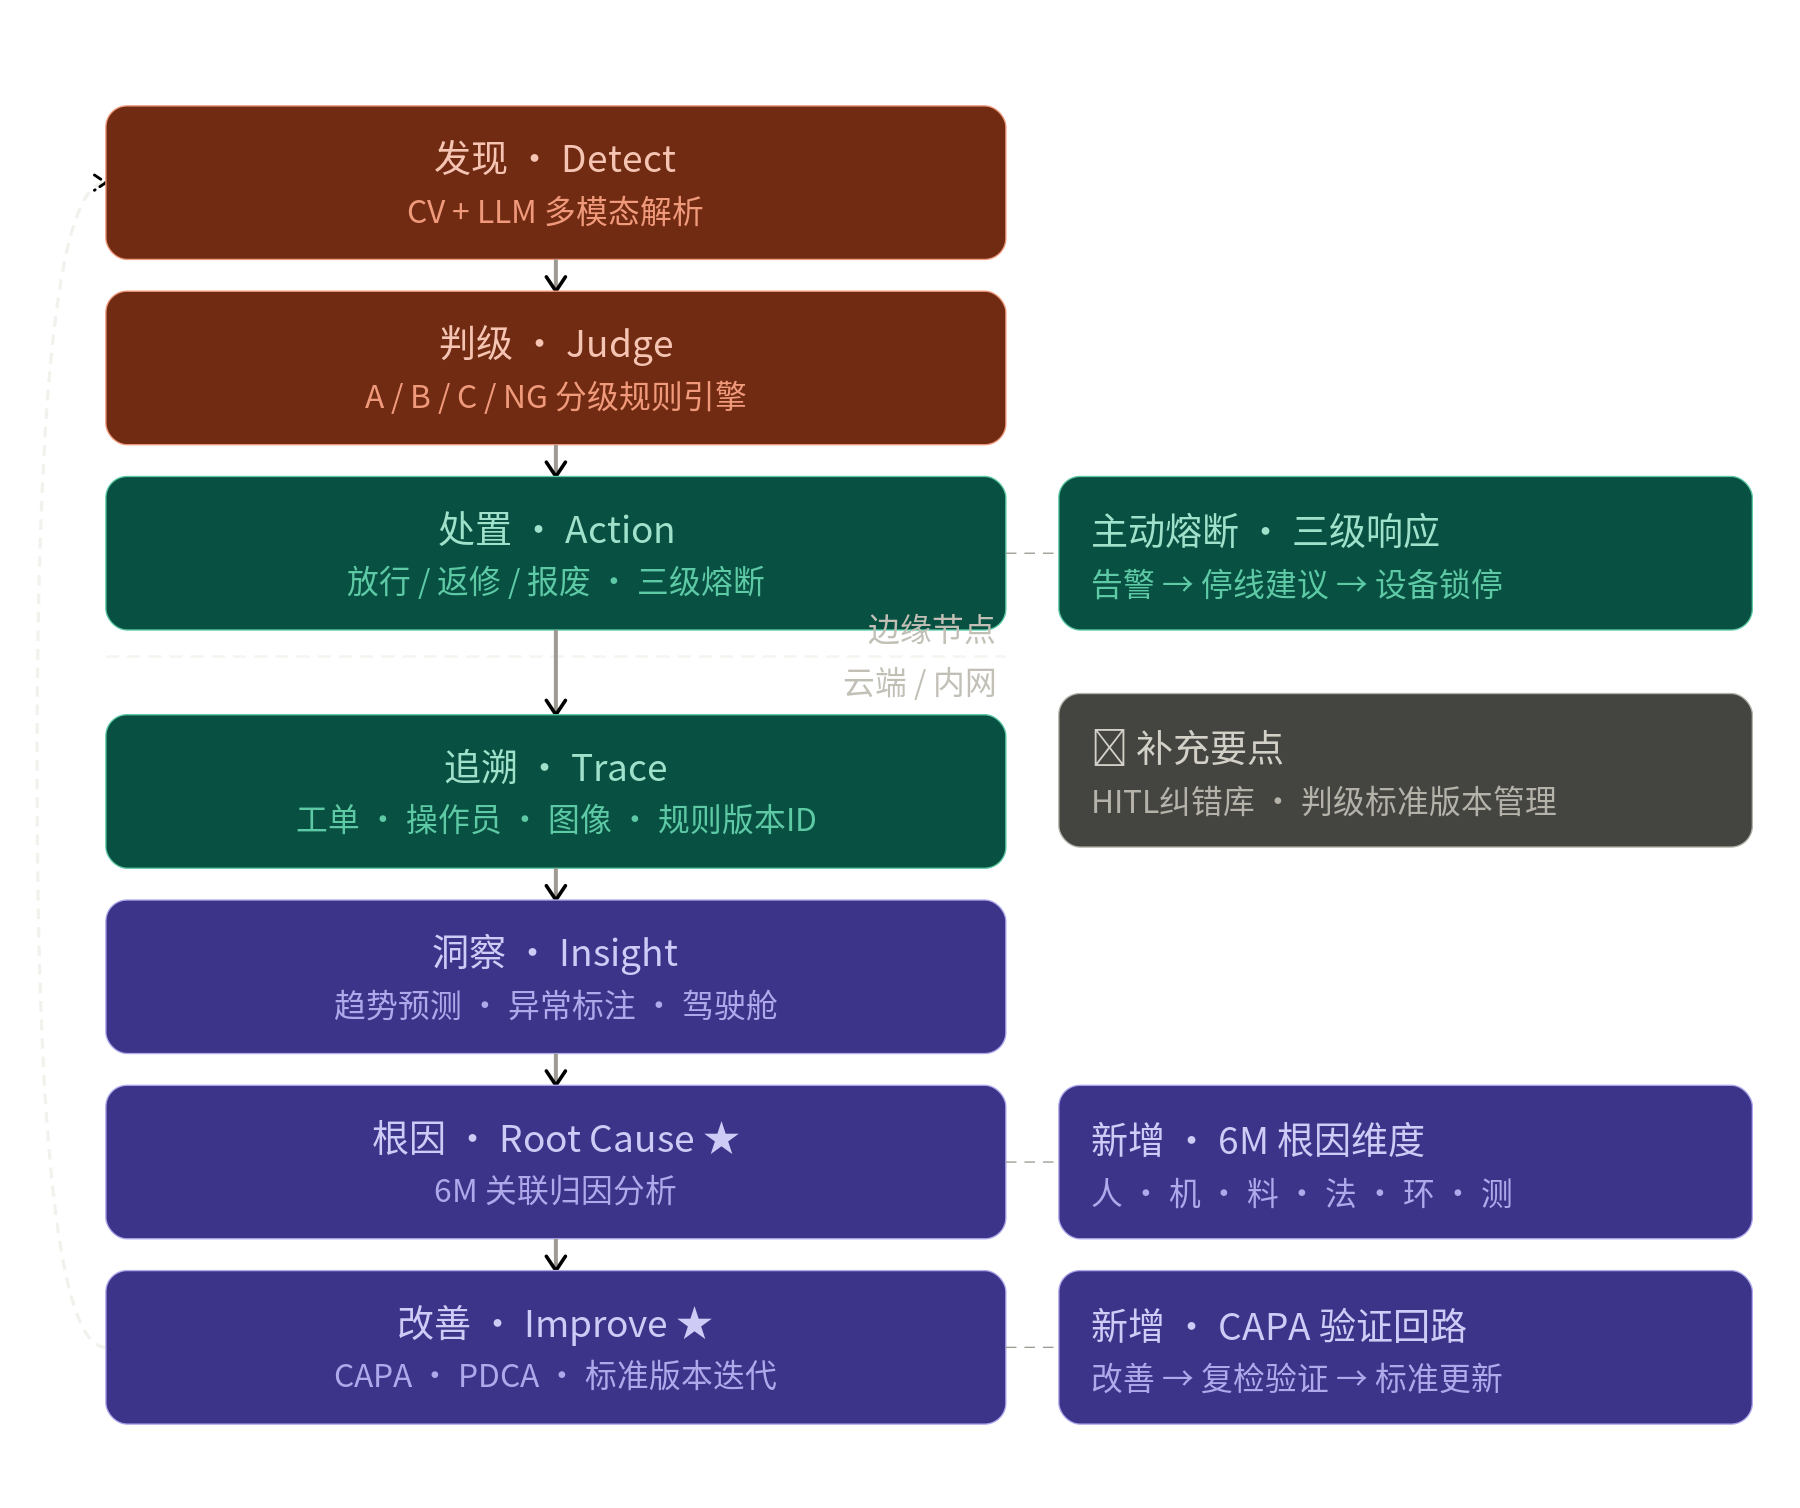 发现 · Detect
CV + LLM 多模态解析
判级 · Judge
A / B / C / NG 分级规则引擎
处置 · Action
放行 / 返修 / 报废 · 三级熔断
主动熔断 · 三级响应
告警 → 停线建议 → 设备锁停
边缘节点
云端 / 内网
补充要点
HITL纠错库 · 判级标准版本管理
追溯 · Trace
工单 · 操作员 · 图像 · 规则版本ID
洞察 · Insight
趋势预测 · 异常标注 · 驾驶舱
根因 · Root Cause ★
6M 关联归因分析
新增 · 6M 根因维度
人 · 机 · 料 · 法 · 环 · 测
改善 · Improve ★
CAPA · PDCA · 标准版本迭代
新增 · CAPA 验证回路
改善 → 复检验证 → 标准更新